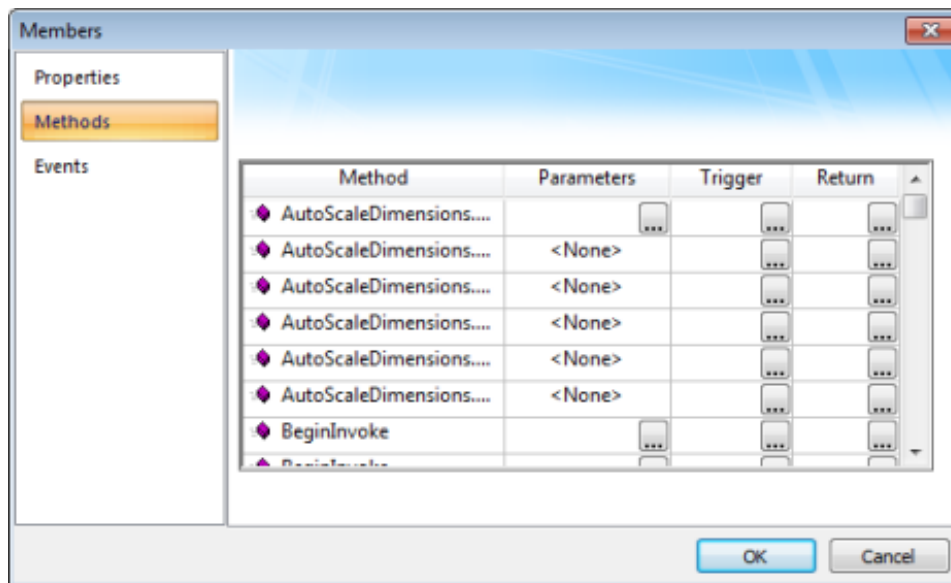 Members
Properties
Methods
Events
Method Parameters Trigger Return
AutoScaleDimensions.... ... ... ...
AutoScaleDimensions.... <None> ... ...
AutoScaleDimensions.... <None> ... ...
AutoScaleDimensions.... <None> ... ...
AutoScaleDimensions.... <None> ... ...
AutoScaleDimensions.... <None> ... ...
BeginInvoke ... ... ...
OK Cancel